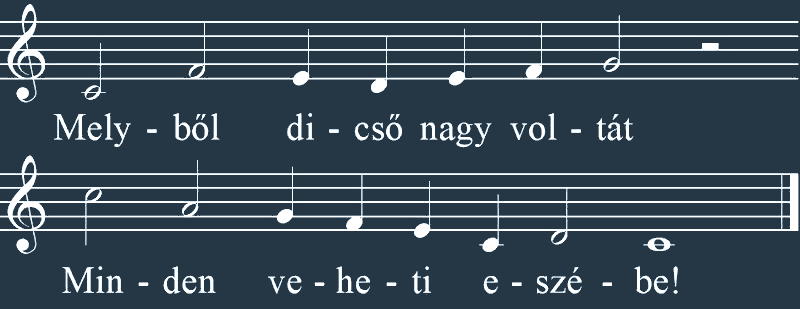 Mely - ből di - cső nagy vol - tát
Min - den ve - he - ti e - szé - be!